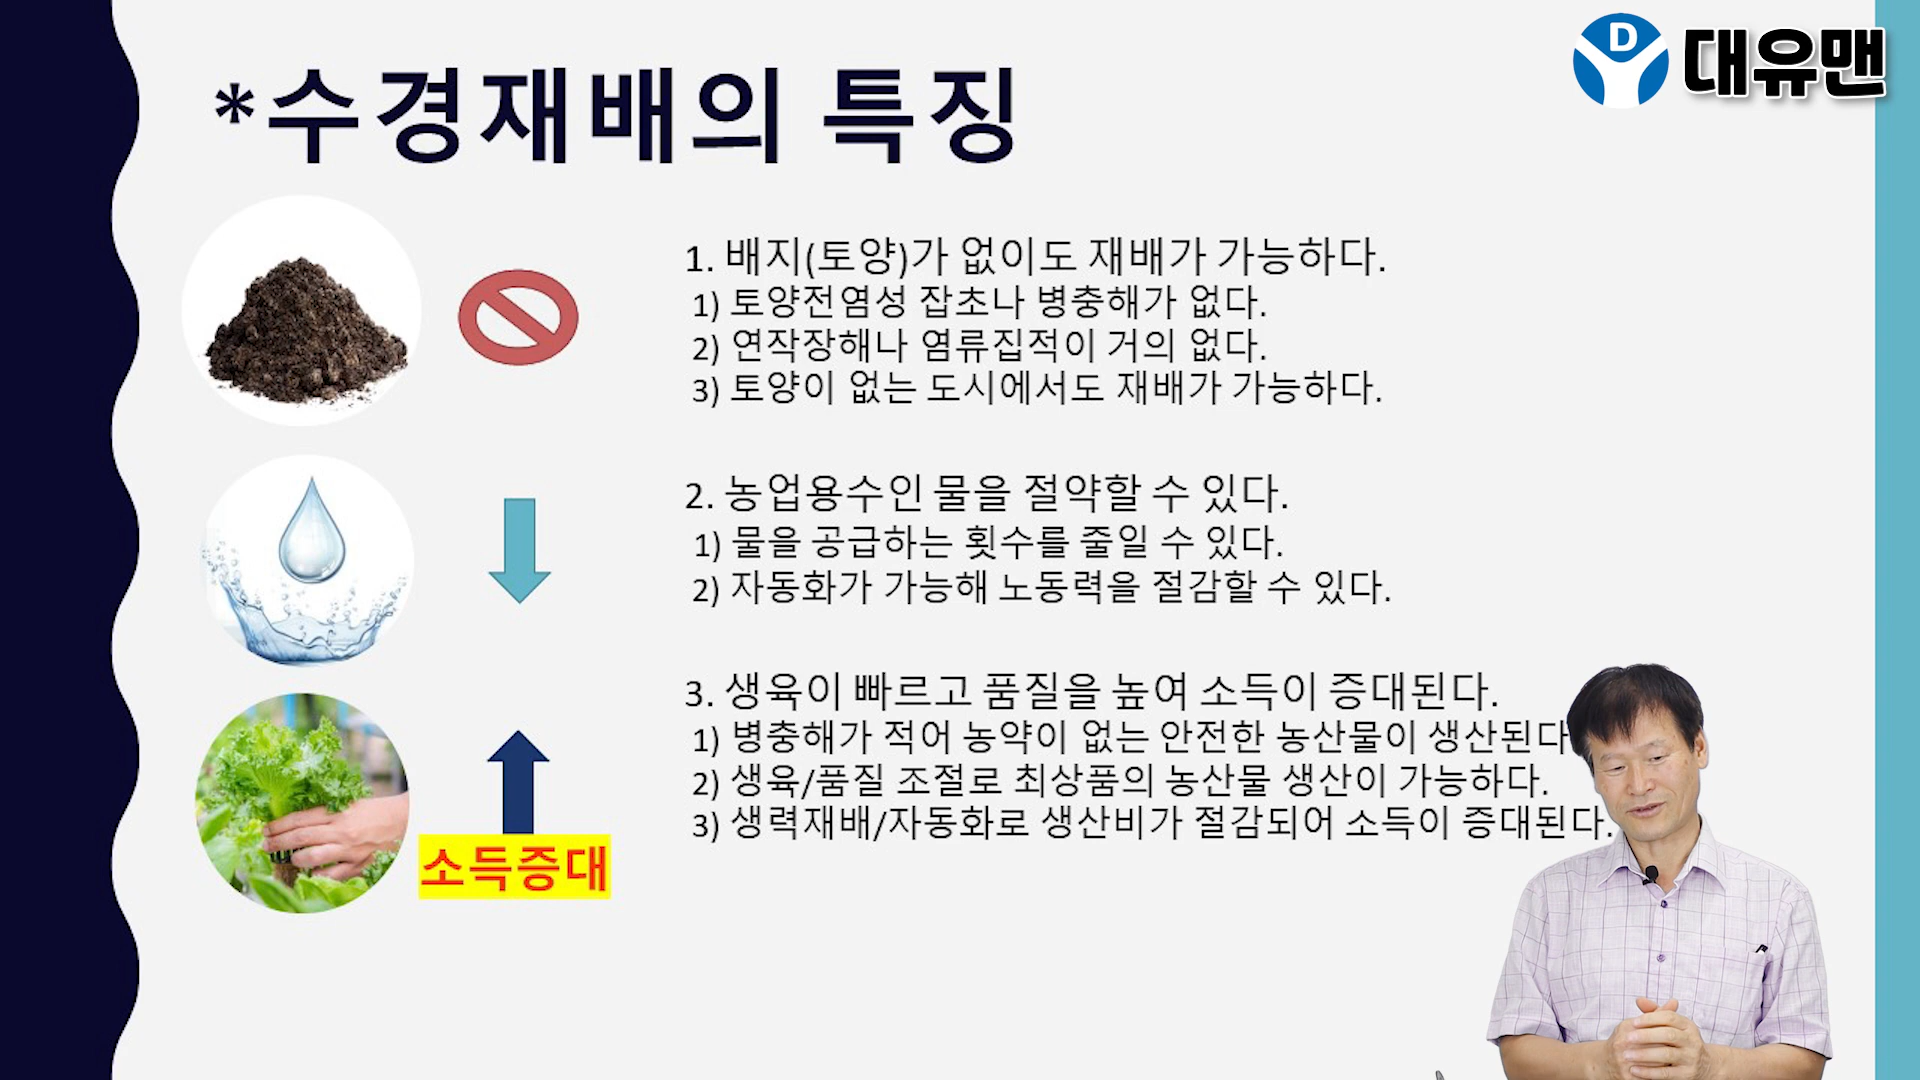 D 대유맨
*수경재배의 특징
1. 배지(토양)가 없이도 재배가 가능하다.
1) 토양전염성 잡초나 병충해가 없다.
2) 연작장해나 염류집적이 거의 없다.
3) 토양이 없는 도시에서도 재배가 가능하다.
2. 농업용수인 물을 절약할 수 있다.
1) 물을 공급하는 횟수를 줄일 수 있다.
2) 자동화가 가능해 노동력을 절감할 수 있다.
3. 생육이 빠르고 품질을 높여 소득이 증대된다.
1) 병충해가 적어 농약이 없는 안전한 농산물이 생산된다
2) 생육/품질 조절로 최상품의 농산물 생산이 가능하다.
3) 생력재배/자동화로 생산비가 절감되어 소득이 증대된다.
소득증대